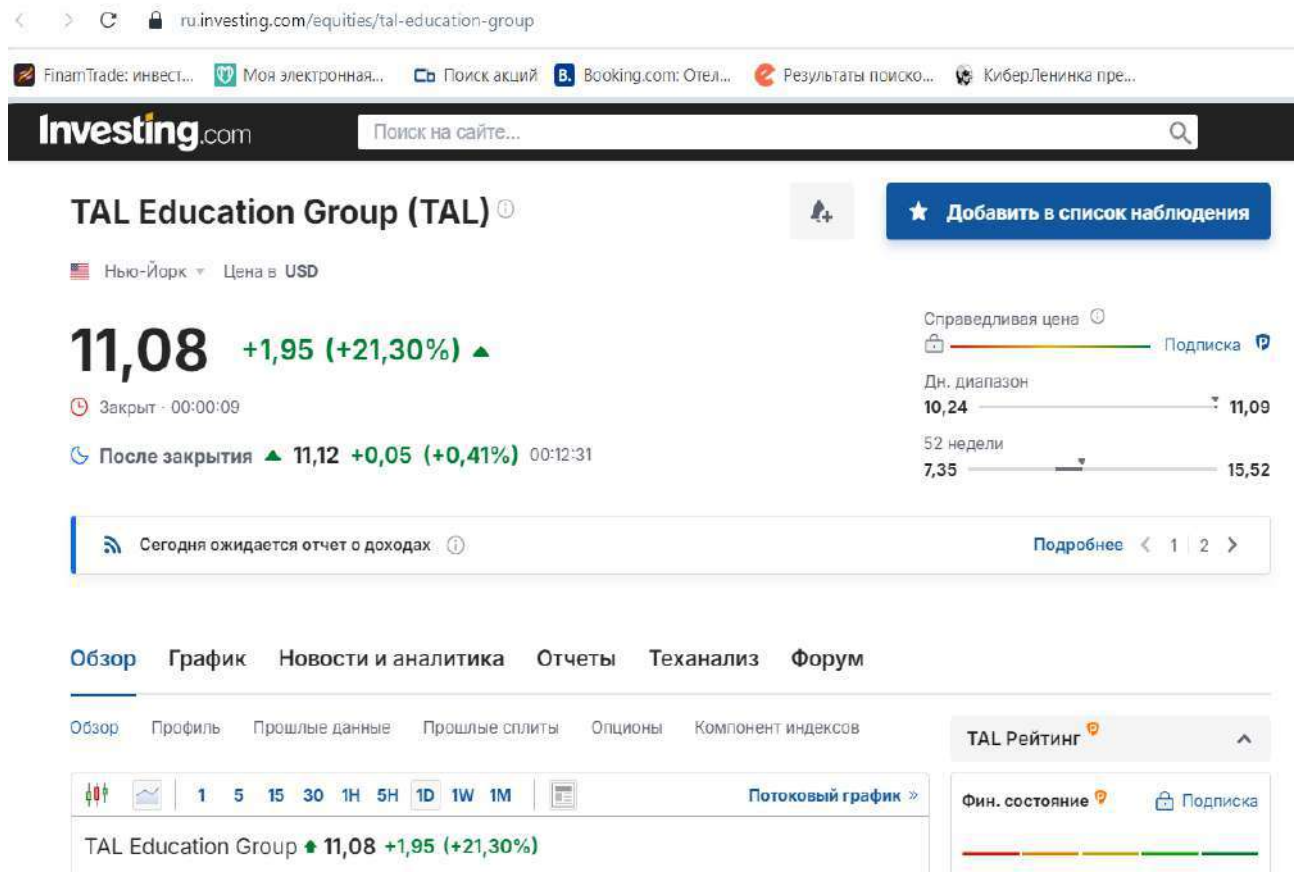 ru.investing.com/equities/tal-education-group
FinamTrade: инвест... Моя электронная... Поиск акций B. Booking.com: Отел... Результаты поиско... КиберЛенинка пре...
Investing.com Поиск на сайте...
TAL Education Group (TAL) Добавить в список наблюдения
Нью-Йорк Цена в USD
Справедливая цена
Подписка
11,08 +1,95 (+21,30%)
Дн. диапазон
10,24 11,09
Закрыт · 00:00:09
52 недели
7,35 15,52
После закрытия 11,12 +0,05 (+0,41%) 00:12:31
Сегодня ожидается отчет о доходах Подробнее 1 2
Обзор График Новости и аналитика Отчеты Теханализ Форум
Обзор Профиль Прошлые данные Прошлые сплиты Опционы Компонент индексов
TAL Рейтинг
1 5 15 30 1H 5H 1D 1W 1M Потоковый график »
Фин. состояние Подписка
TAL Education Group 11,08 +1,95 (+21,30%)